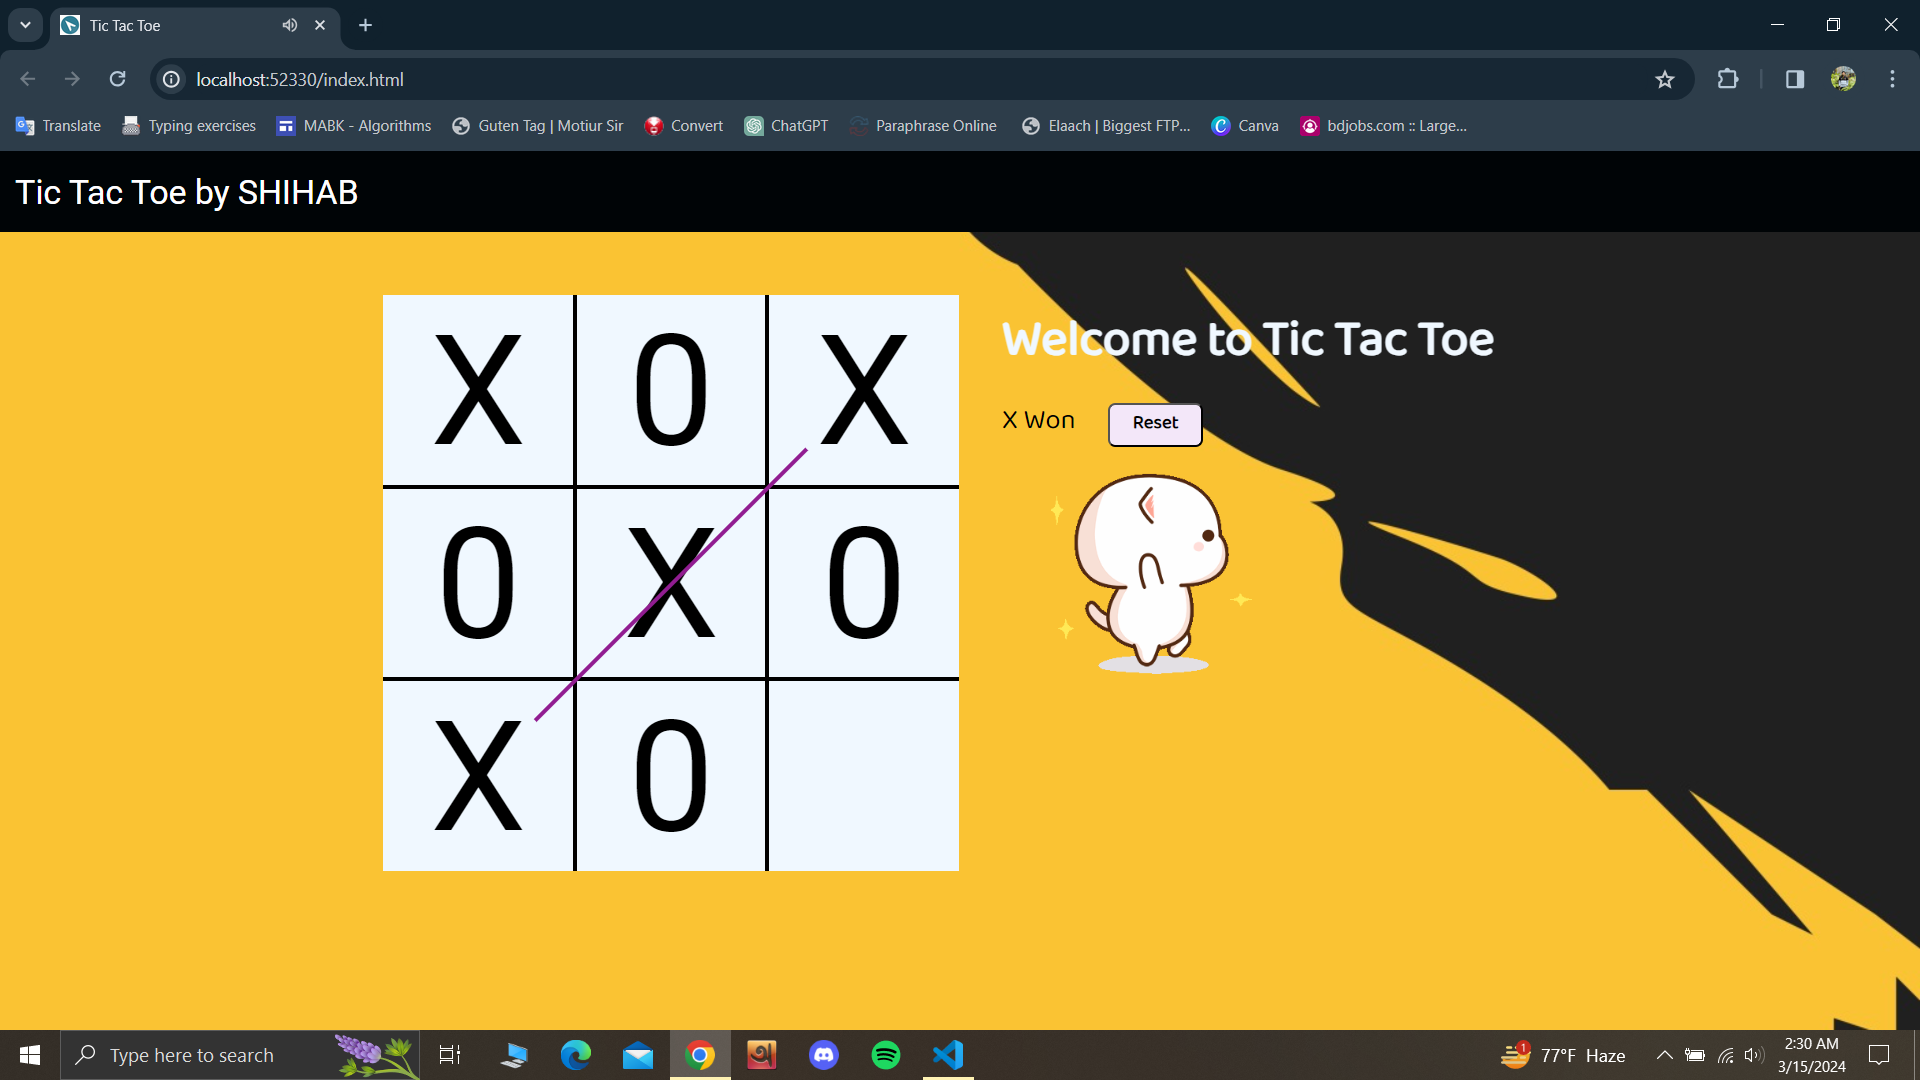 Tic Tac Toe
localhost:52330/index.html
Translate Typing exercises MABK - Algorithms Guten Tag | Motiur Sir Convert ChatGPT Paraphrase Online Elaach | Biggest FTP... Canva bdjobs.com :: Large...
Tic Tac Toe by SHIHAB
X 0 X
0 X 0
X 0
Welcome to Tic Tac Toe
X Won Reset
Type here to search
1
77°F Haze
2:30 AM
3/15/2024